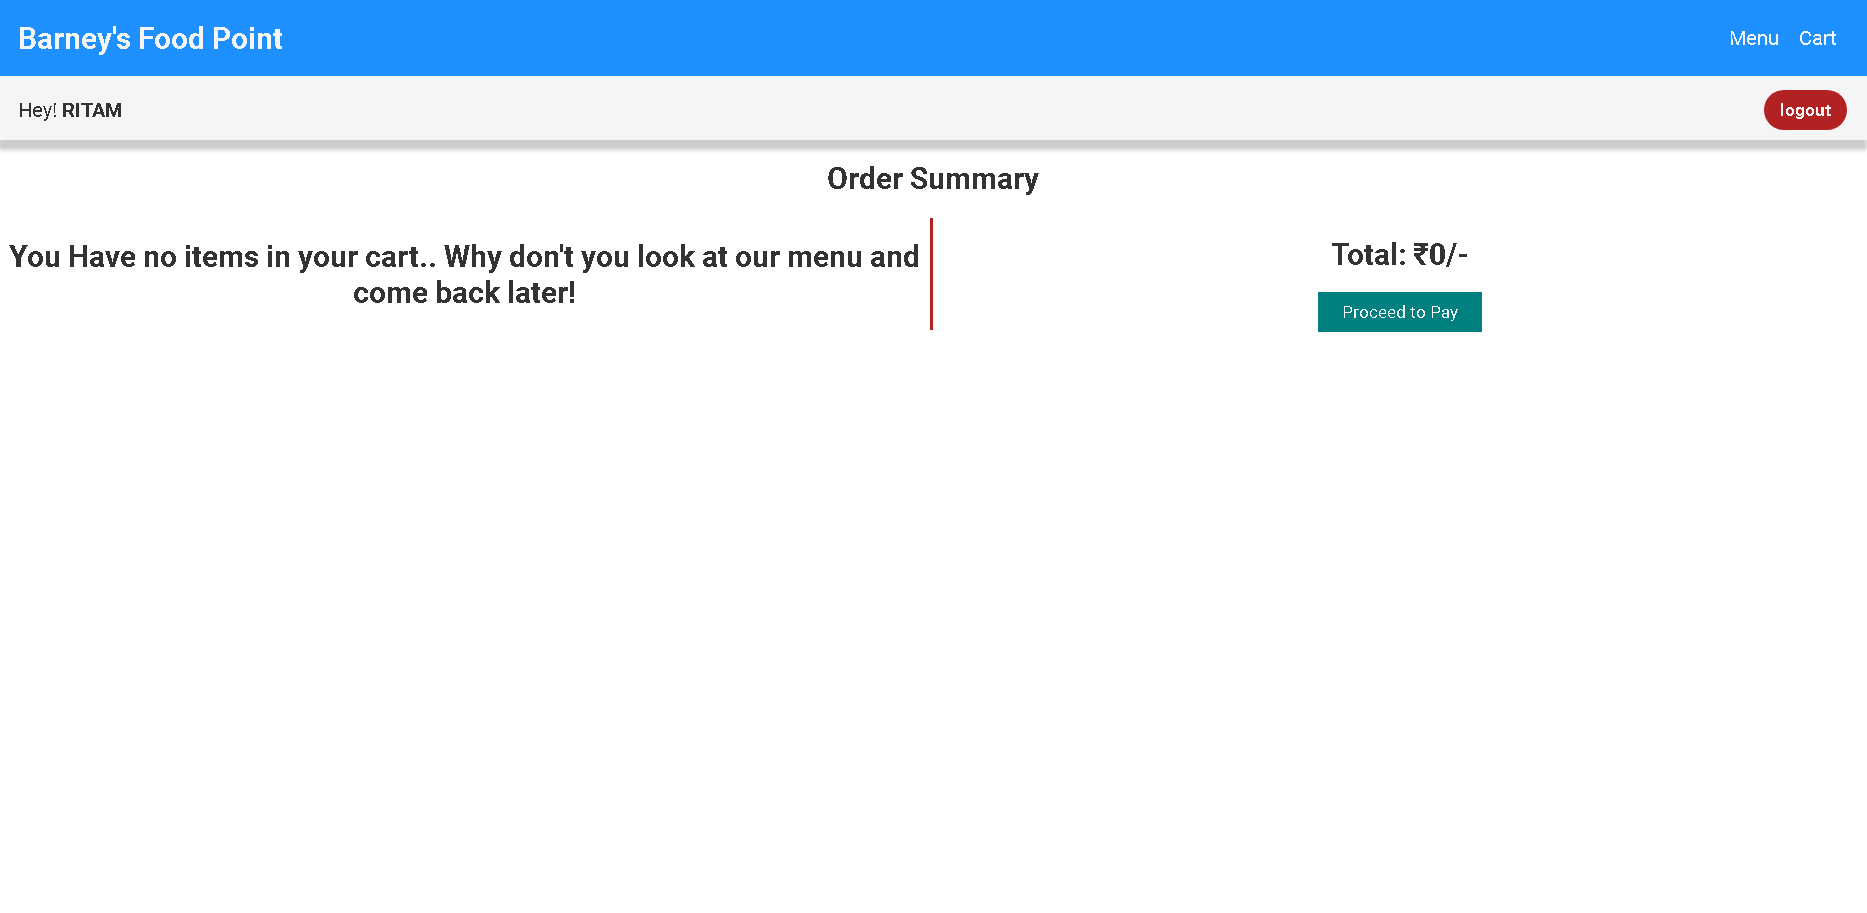 Barney's Food Point
Menu Cart
Hey! RITAM
logout
Order Summary
You Have no items in your cart.. Why don't you look at our menu and
come back later!
Total: ₹0/-
Proceed to Pay